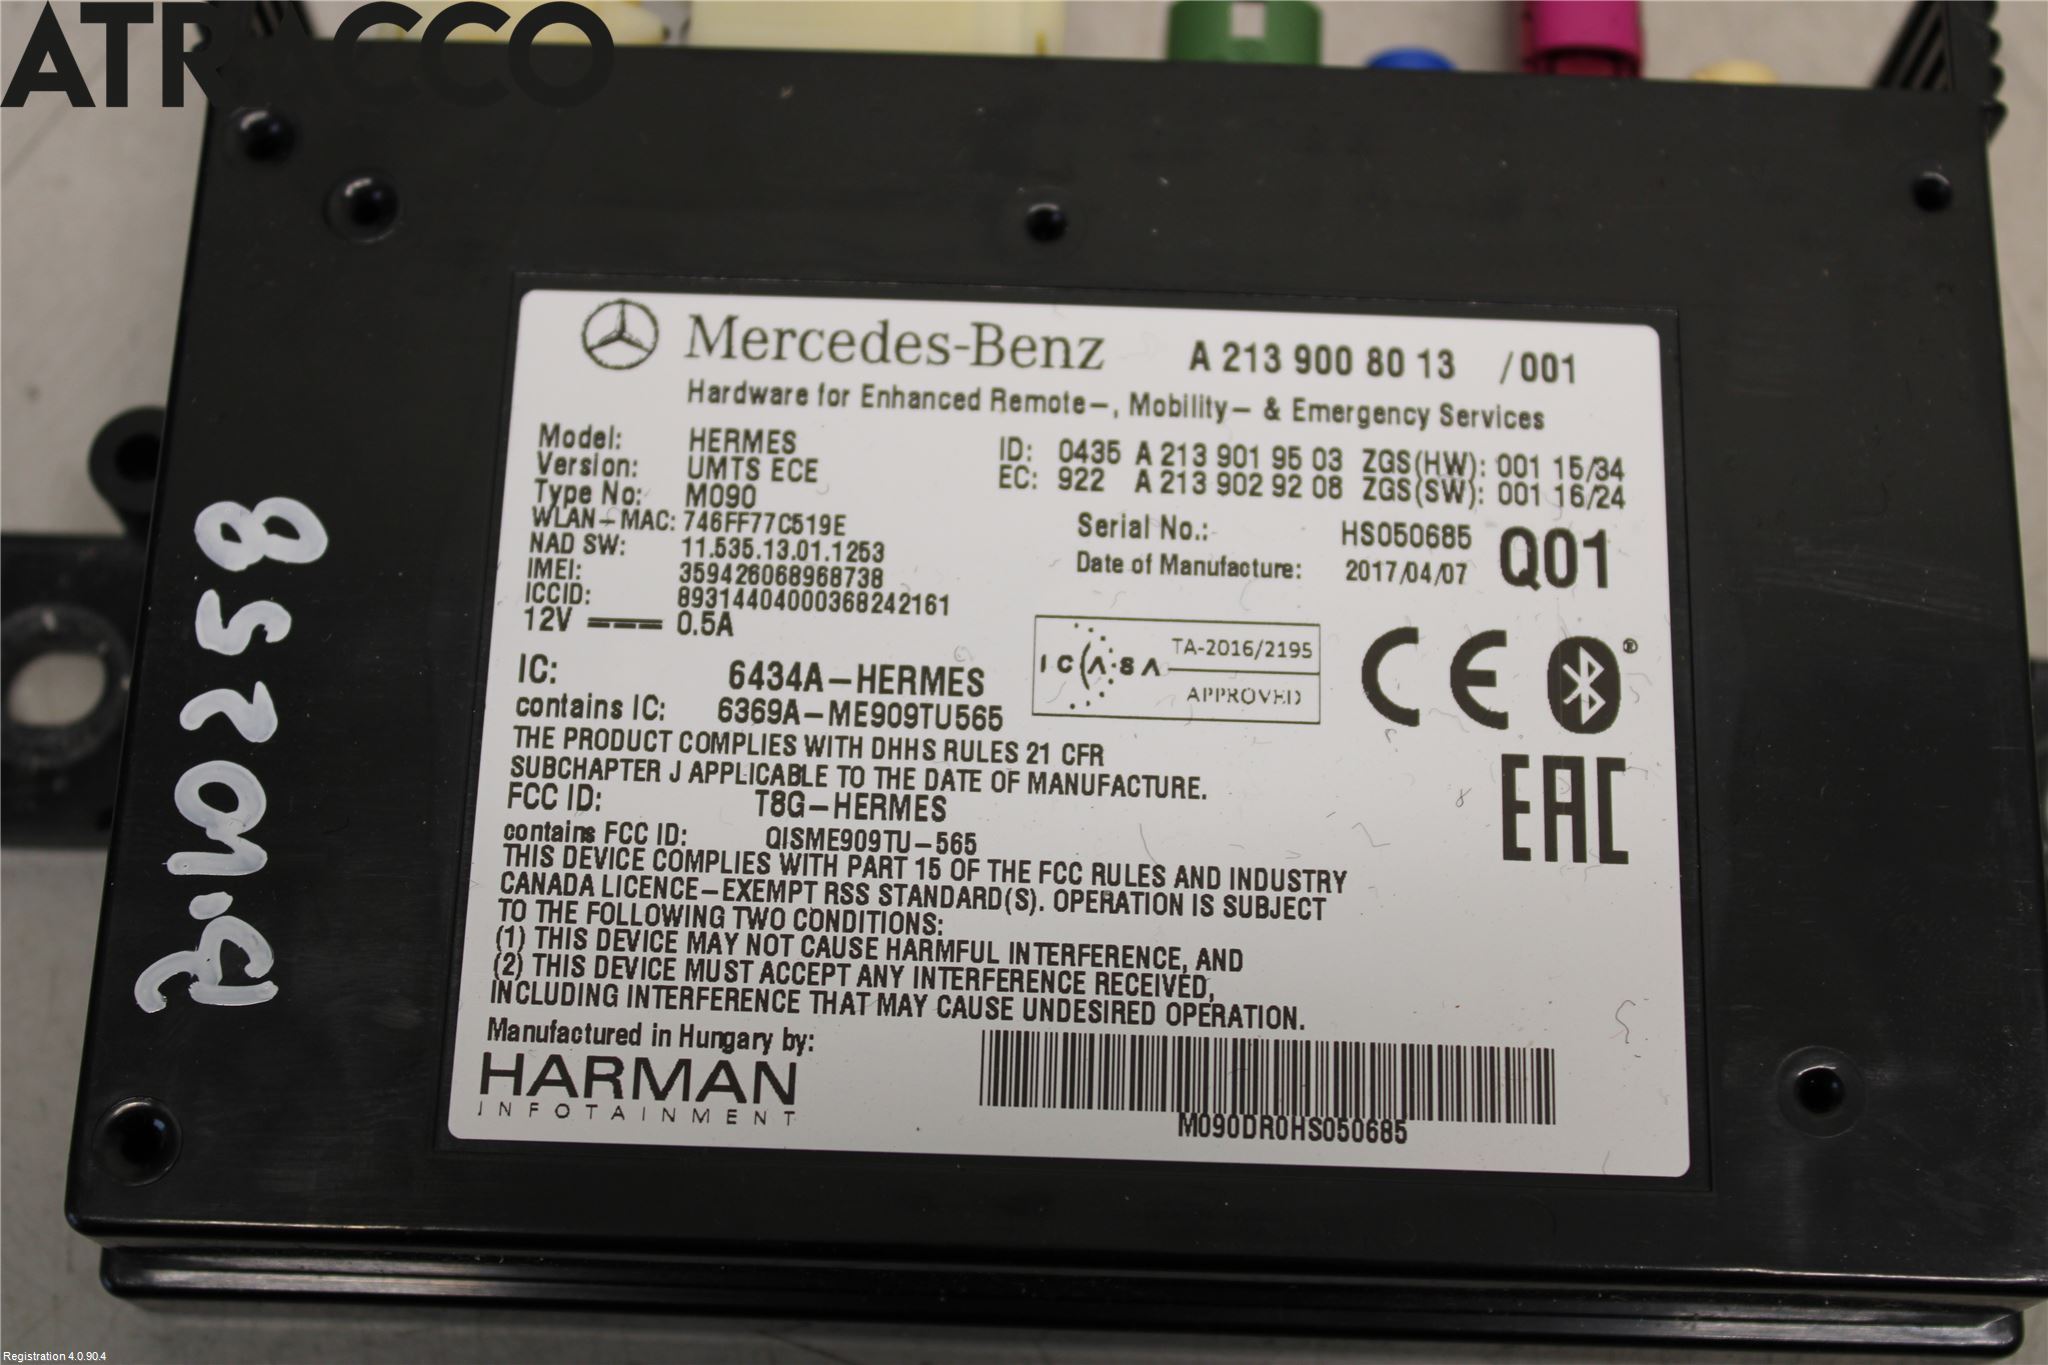 ATRACCO
Mercedes-Benz A 213 900 80 13 /001
Hardware for Enhanced Remote-, Mobility- & Emergency Services
Model: HERMES
Version: UMTS ECE
Type No: M090
WLAN-MAC: 746FF77C519E
NAD SW: 11.535.13.01.1253
IMEI: 359426068968738
ICCID: 89314404000368242161
12V 0.5A
ID: 0435 A 213 901 95 03 ZGS(HW): 001 15/34
EC: 922 A 213 902 92 08 ZGS(SW): 001 16/24
Serial No.: HS050685 Q01
Date of Manufacture: 2017/04/07
ICASA TA-2016/2195
APPROVED
CE
EAC
IC: 6434A-HERMES
contains IC: 6369A-ME909TU565
THE PRODUCT COMPLIES WITH DHHS RULES 21 CFR
SUBCHAPTER J APPLICABLE TO THE DATE OF MANUFACTURE.
FCC ID: T8G-HERMES
contains FCC ID: QISME909TU-565
THIS DEVICE COMPLIES WITH PART 15 OF THE FCC RULES AND INDUSTRY
CANADA LICENCE-EXEMPT RSS STANDARD(S). OPERATION IS SUBJECT
TO THE FOLLOWING TWO CONDITIONS:
(1) THIS DEVICE MAY NOT CAUSE HARMFUL INTERFERENCE, AND
(2) THIS DEVICE MUST ACCEPT ANY INTERFERENCE RECEIVED,
INCLUDING INTERFERENCE THAT MAY CAUSE UNDESIRED OPERATION.
Manufactured in Hungary by:
HARMAN
INFOTAINMENT
M090DR0HS050685
Registration 4.0.90.4